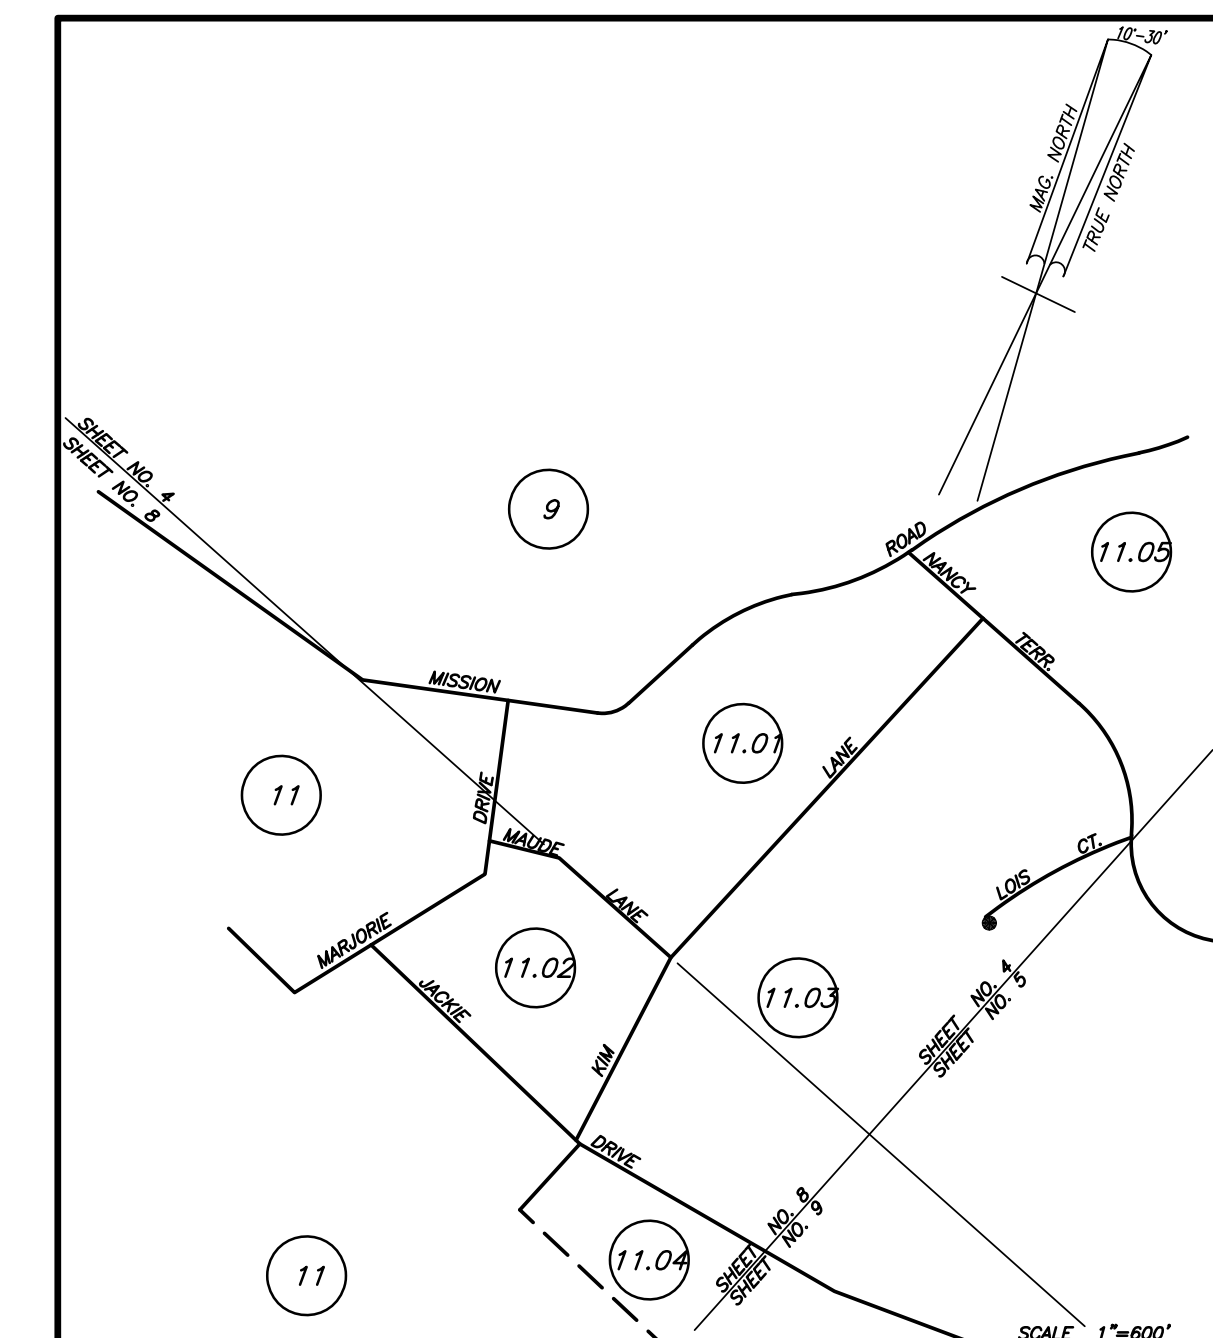 10°-30'
MAG. NORTH
TRUE NORTH
SHEET NO. 4
SHEET NO. 8
9
ROAD
NANCY
TERR.
11.05
MISSION
11.01
LANE
11
DRIVE
MAUDE
LANE
LOIS CT.
MARJORIE
11.02
JACKIE
11.03
SHEET NO. 4
SHEET NO. 5
KIM
DRIVE
SHEET NO. 8
SHEET NO. 9
11.04
11
SCALE 1"=600'